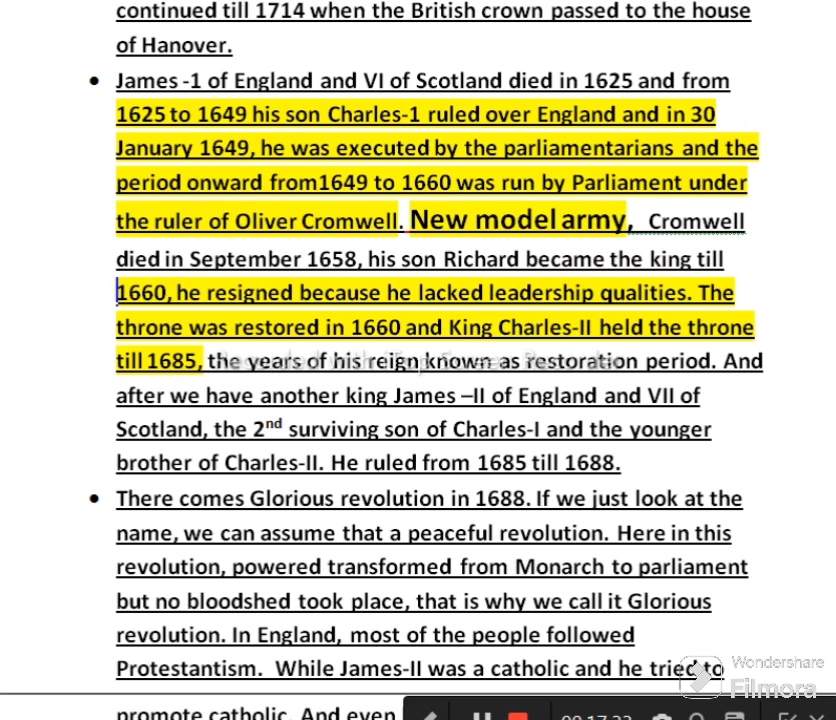 continued till 1714 when the British crown passed to the house
of Hanover.
• James -1 of England and VI of Scotland died in 1625 and from
1625 to 1649 his son Charles-1 ruled over England and in 30
January 1649, he was executed by the parliamentarians and the
period onward from1649 to 1660 was run by Parliament under
the ruler of Oliver Cromwell. New model army, Cromwell
died in September 1658, his son Richard became the king till
1660, he resigned because he lacked leadership qualities. The
throne was restored in 1660 and King Charles-II held the throne
till 1685, the years of his reign known as restoration period. And
after we have another king James –II of England and VII of
Scotland, the 2nd surviving son of Charles-I and the younger
brother of Charles-II. He ruled from 1685 till 1688.
• There comes Glorious revolution in 1688. If we just look at the
name, we can assume that a peaceful revolution. Here in this
revolution, powered transformed from Monarch to parliament
but no bloodshed took place, that is why we call it Glorious
revolution. In England, most of the people followed
Protestantism. While James-II was a catholic and he tried to
Wondershare
Filmora
promote catholic. And even